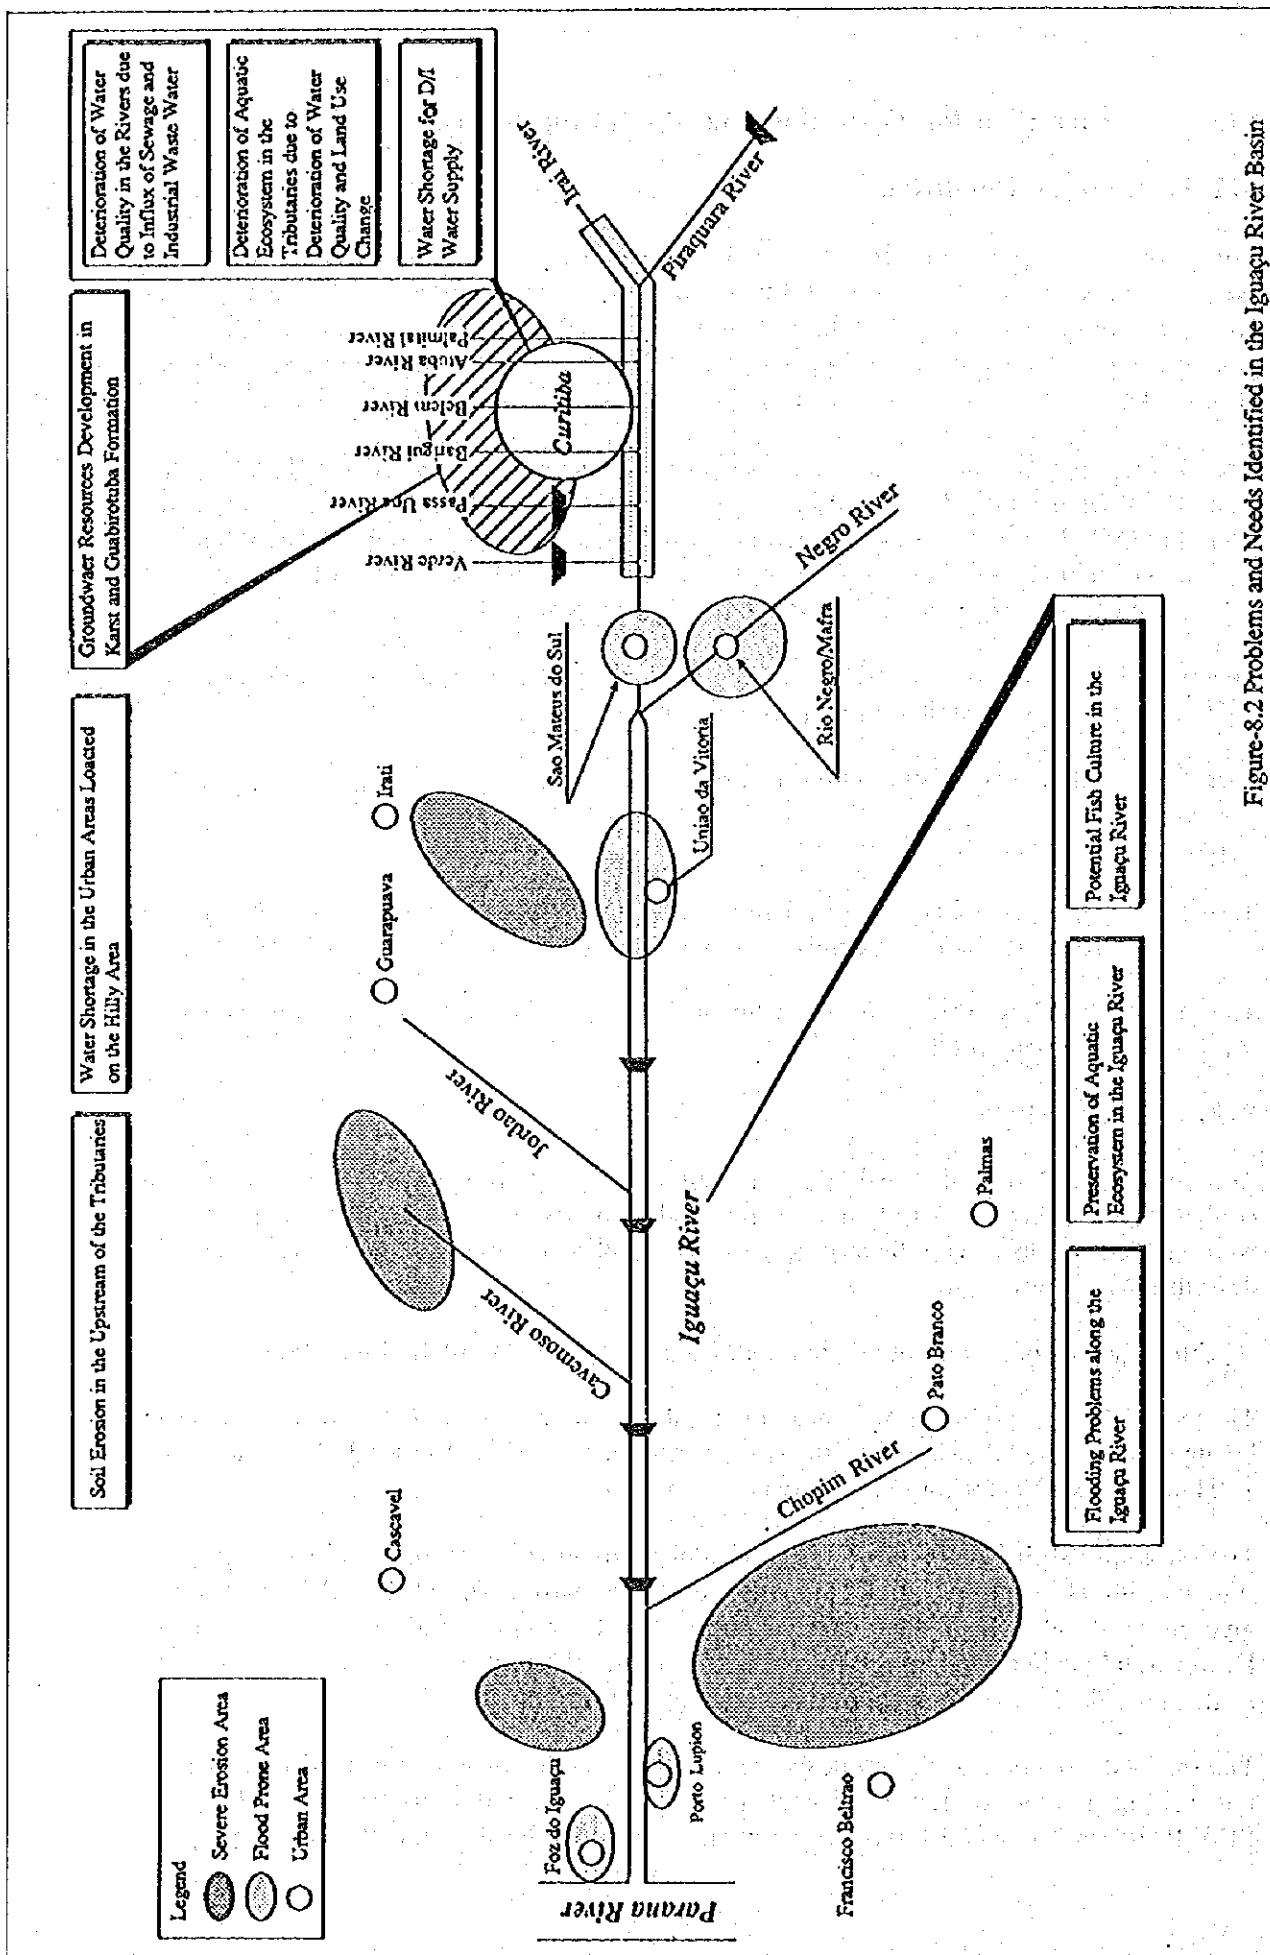 Soil Erosion in the Upstream of the Tributaries
Water Shortage in the Urban Areas Loacted
on the Hilly Area
Groundwaer Resources Development in
Karst and Guabirotuba Formation
Deterioration of Water
Quality in the Rivers due
to Influx of Sewage and
Industrial Waste Water
Deterioration of Aquatic
Ecosystem in the
Tributaries due to
Deterioration of Water
Quality and Land Use
Change
Water Shortage for D/I
Water Supply
Legend
Severe Erosion Area
Flood Prone Area
Urban Area
Cascavel
Guarapuava
Irati
Cavernoso River
Jordao River
Verde River
Passa Una River
Barigui River
Belem River
Atuba River
Palmital River
Curitiba
Irai River
Piraquara River
Sao Mateus do Sul
Foz do Iguaçu
Parana River
Porto Lupion
Iguaçu River
Uniao da Vitoria
Negro River
Rio Negro/Mafra
Chopim River
Francisco Beltrao
Pato Branco
Palmas
Flooding Problems along the
Iguaçu River
Preservation of Aquatic
Ecosystem in the Iguaçu River
Potential Fish Culture in the
Iguaçu River
Figure-8.2 Problems and Needs Identified in the Iguaçu River Basin